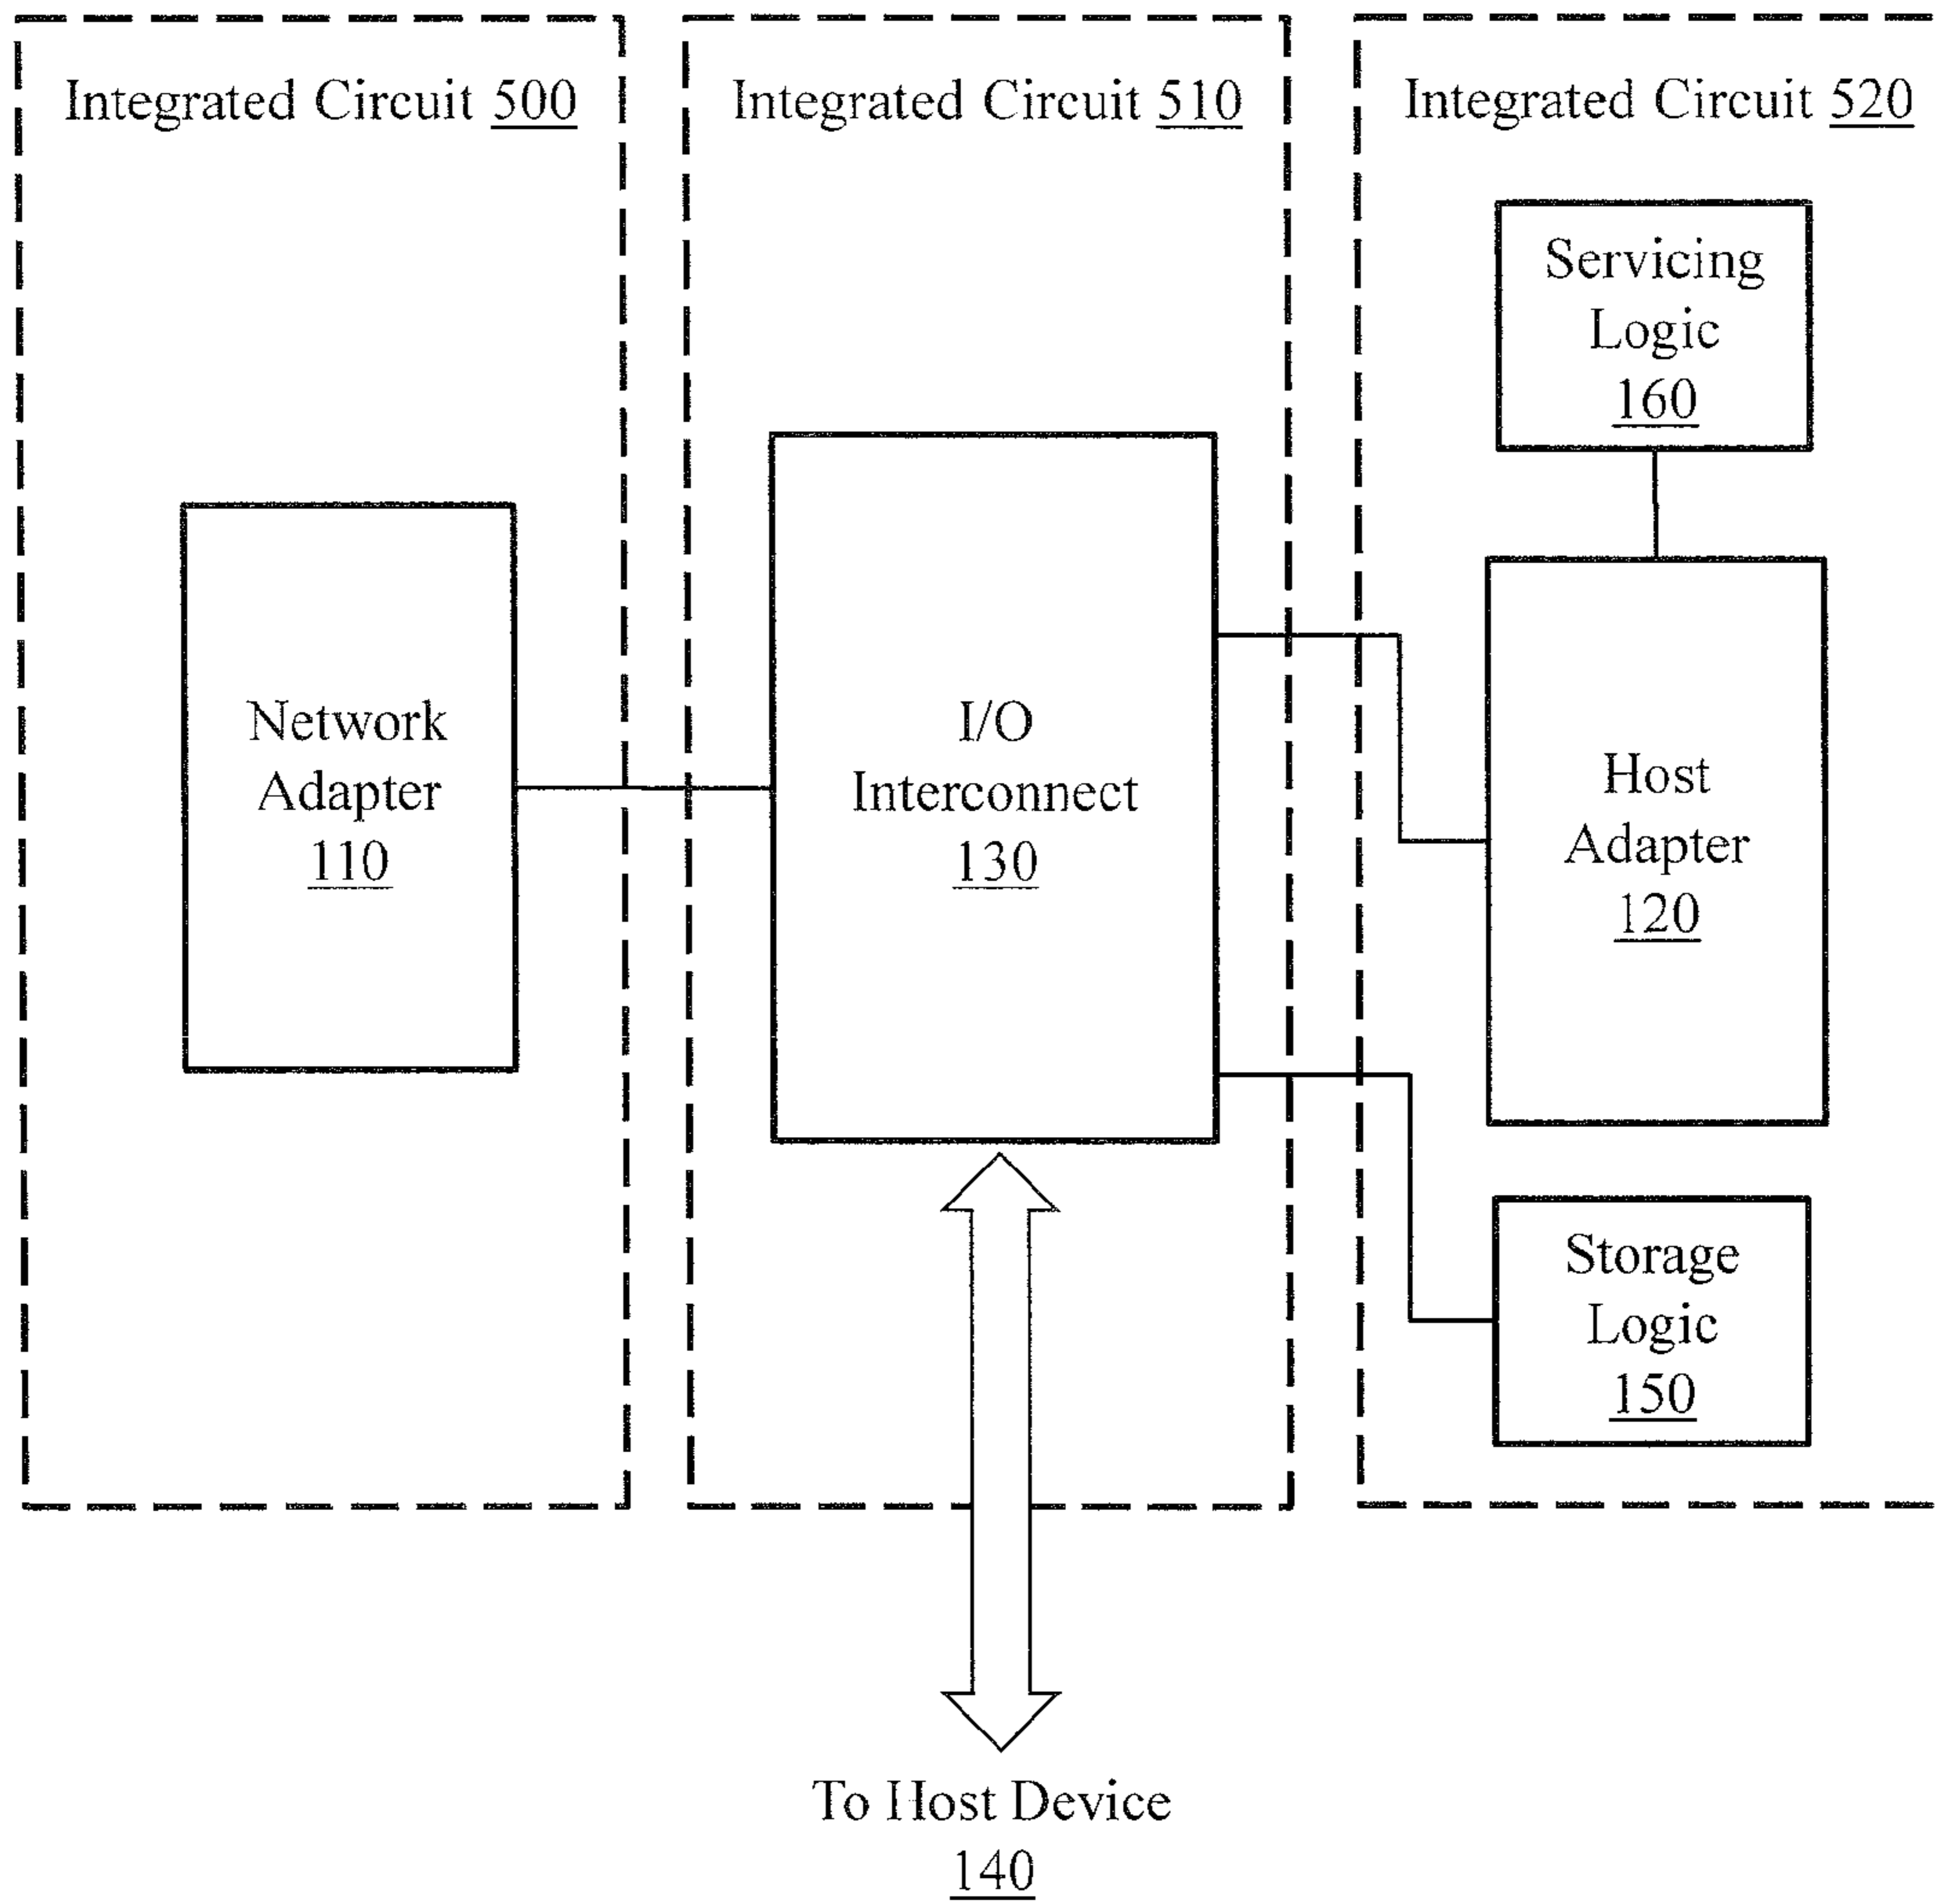 Integrated Circuit 500
Integrated Circuit 510
Integrated Circuit 520
Servicing
Logic
160
Network
Adapter
110
I/O
Interconnect
130
Host
Adapter
120
Storage
Logic
150
To Host Device
140